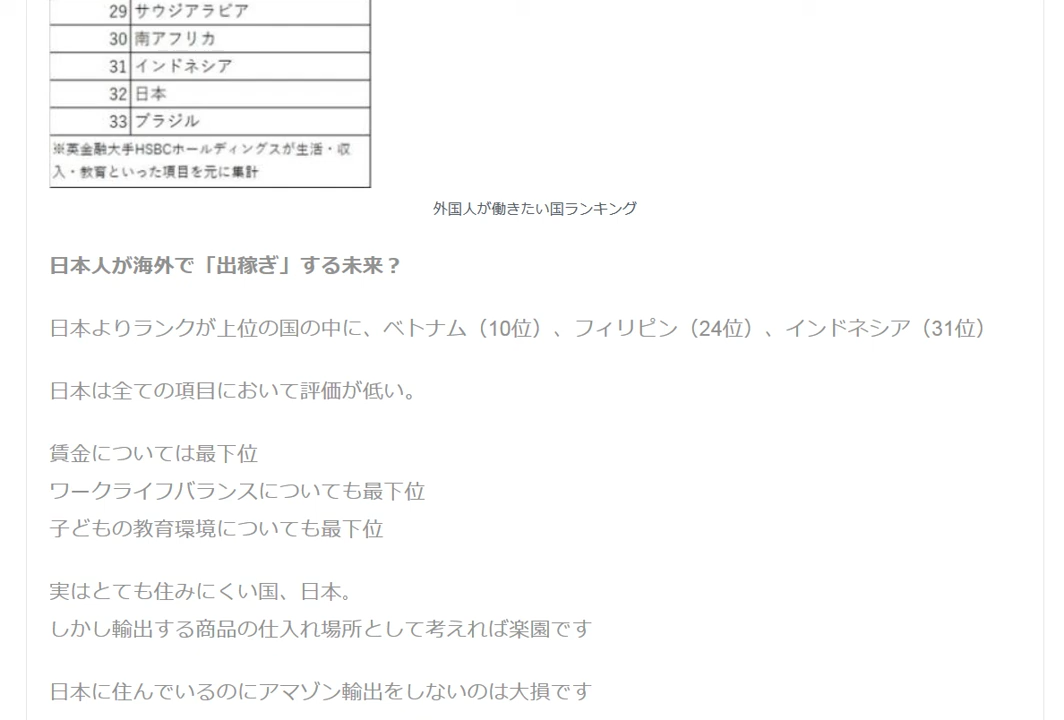 29 サウジアラビア
30 南アフリカ
31 インドネシア
32 日本
33 ブラジル
※英金融大手HSBCホールディングスが生活・収
入・教育といった項目を元に集計
外国人が働きたい国ランキング
日本人が海外で「出稼ぎ」する未来？
日本よりランクが上位の国の中に、ベトナム（10位）、フィリピン（24位）、インドネシア（31位）
日本は全ての項目において評価が低い。
賃金については最下位
ワークライフバランスについても最下位
子どもの教育環境についても最下位
実はとても住みにくい国、日本。
しかし輸出する商品の仕入れ場所として考えれば楽園です
日本に住んでいるのにアマゾン輸出をしないのは大損です